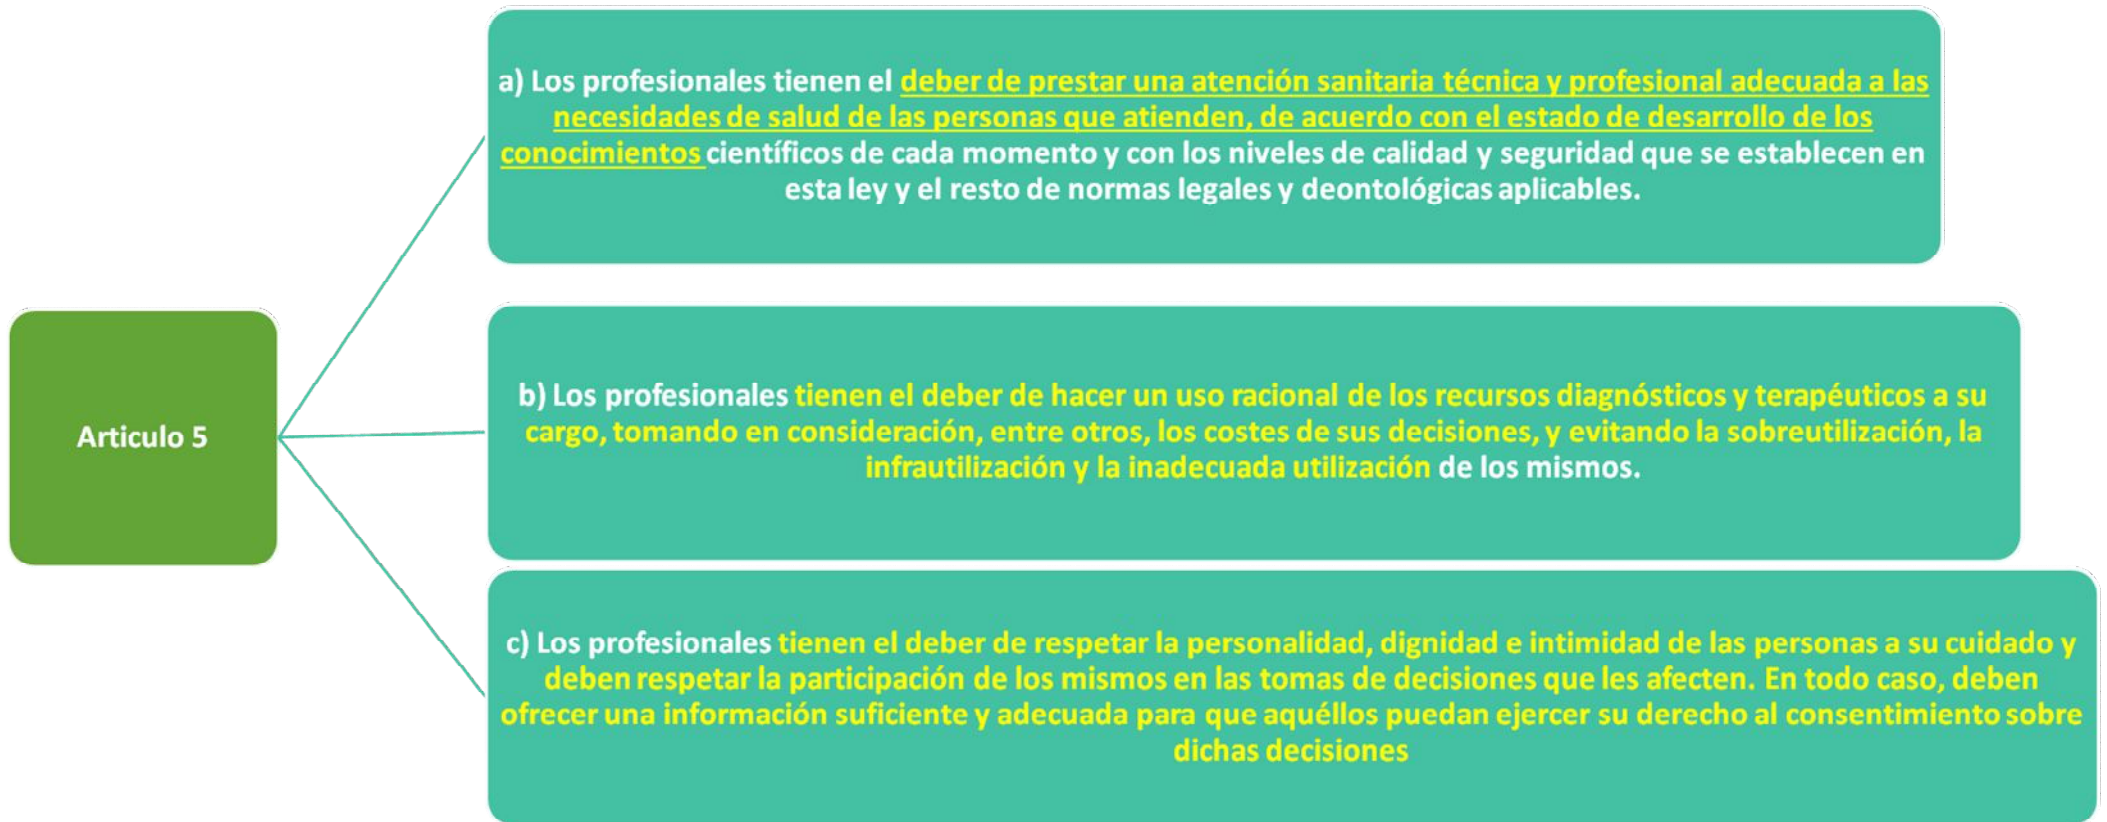 a) Los profesionales tienen el deber de prestar una atención sanitaria técnica y profesional adecuada a las
necesidades de salud de las personas que atienden, de acuerdo con el estado de desarrollo de los
conocimientos científicos de cada momento y con los niveles de calidad y seguridad que se establecen en
esta ley y el resto de normas legales y deontológicas aplicables.
Articulo 5
b) Los profesionales tienen el deber de hacer un uso racional de los recursos diagnósticos y terapéuticos a su
cargo, tomando en consideración, entre otros, los costes de sus decisiones, y evitando la sobreutilización, la
infrautilización y la inadecuada utilización de los mismos.
c) Los profesionales tienen el deber de respetar la personalidad, dignidad e intimidad de las personas a su cuidado y
deben respetar la participación de los mismos en las tomas de decisiones que les afecten. En todo caso, deben
ofrecer una información suficiente y adecuada para que aquéllos puedan ejercer su derecho al consentimiento sobre
dichas decisiones